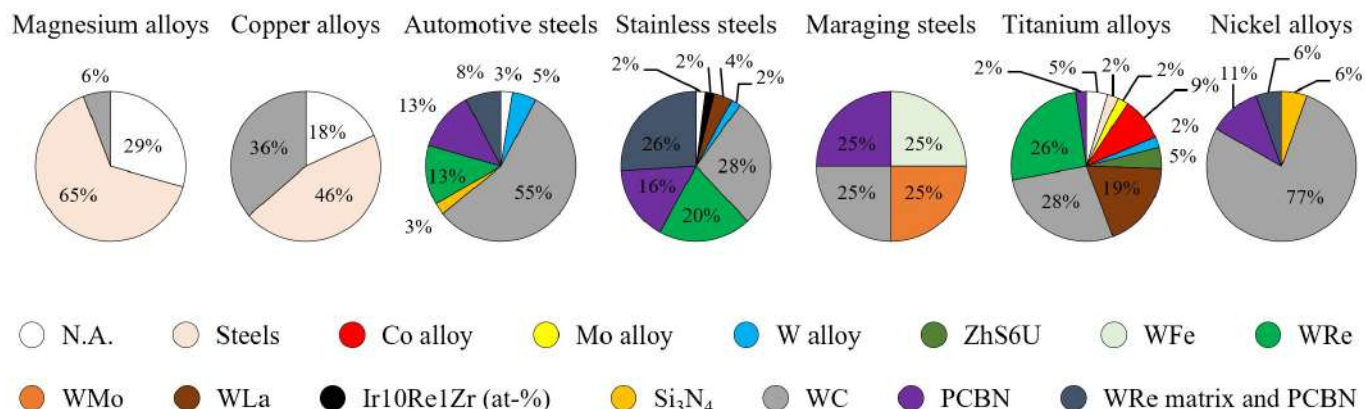 Magnesium alloys Copper alloys Automotive steels Stainless steels Maraging steels Titanium alloys Nickel alloys
6% 29% 65%
36% 18% 46%
8% 3% 5% 13% 13% 55% 3%
2% 2% 4% 2% 26% 28% 16% 20%
25% 25% 25% 25%
2% 5% 2% 2% 9% 2% 5% 26% 28% 19%
11% 6% 6% 77%
N.A. Steels Co alloy Mo alloy W alloy ZhS6U WFe WRe
WMo WLa Ir10Re1Zr (at-%) Si₃N₄ WC PCBN WRe matrix and PCBN